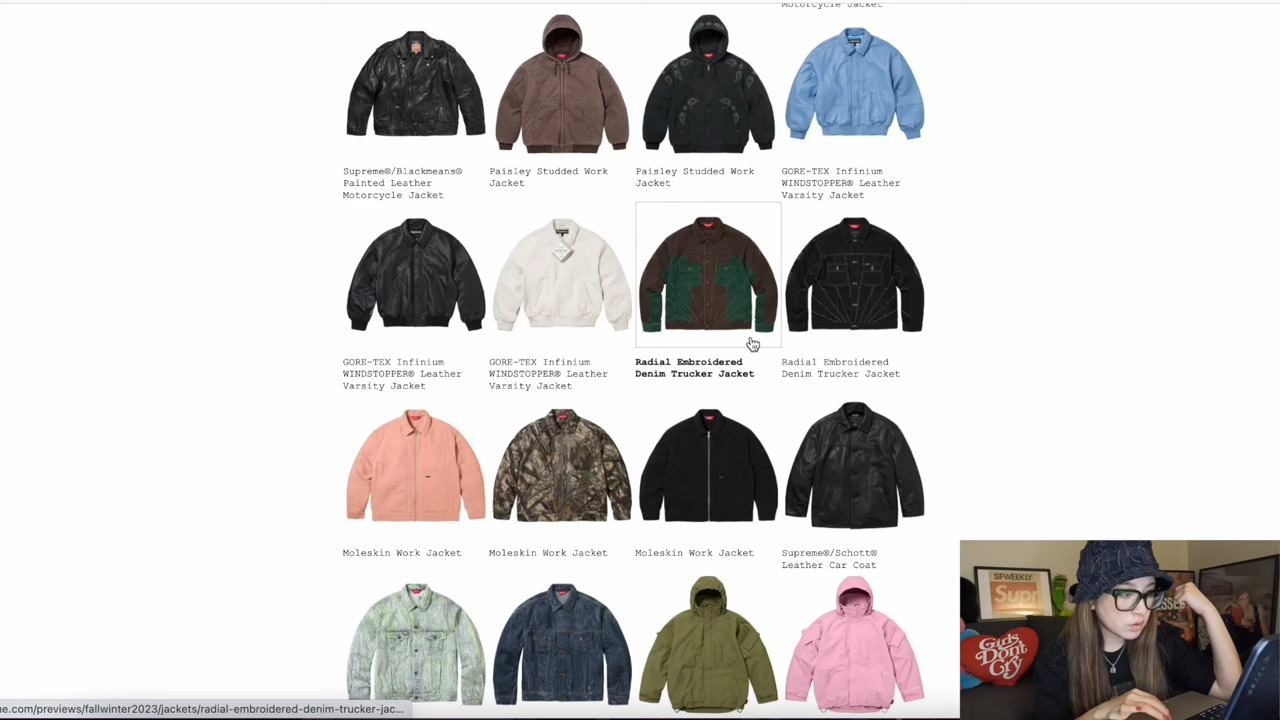 Motorcycle Jacket
Supreme®/Blackmeans®
Painted Leather
Motorcycle Jacket
Paisley Studded Work
Jacket
Paisley Studded Work
Jacket
GORE-TEX Infinium
WINDSTOPPER® Leather
Varsity Jacket
GORE-TEX Infinium
WINDSTOPPER® Leather
Varsity Jacket
GORE-TEX Infinium
WINDSTOPPER® Leather
Varsity Jacket
Radial Embroidered
Denim Trucker Jacket
Radial Embroidered
Denim Trucker Jacket
Moleskin Work Jacket
Moleskin Work Jacket
Moleskin Work Jacket
Supreme®/Schott®
Leather Car Coat
SFWEEKLY
Supr
Girls
Don't
Cry
me.com/previews/fallwinter2023/jackets/radial-embroidered-denim-trucker-jac...